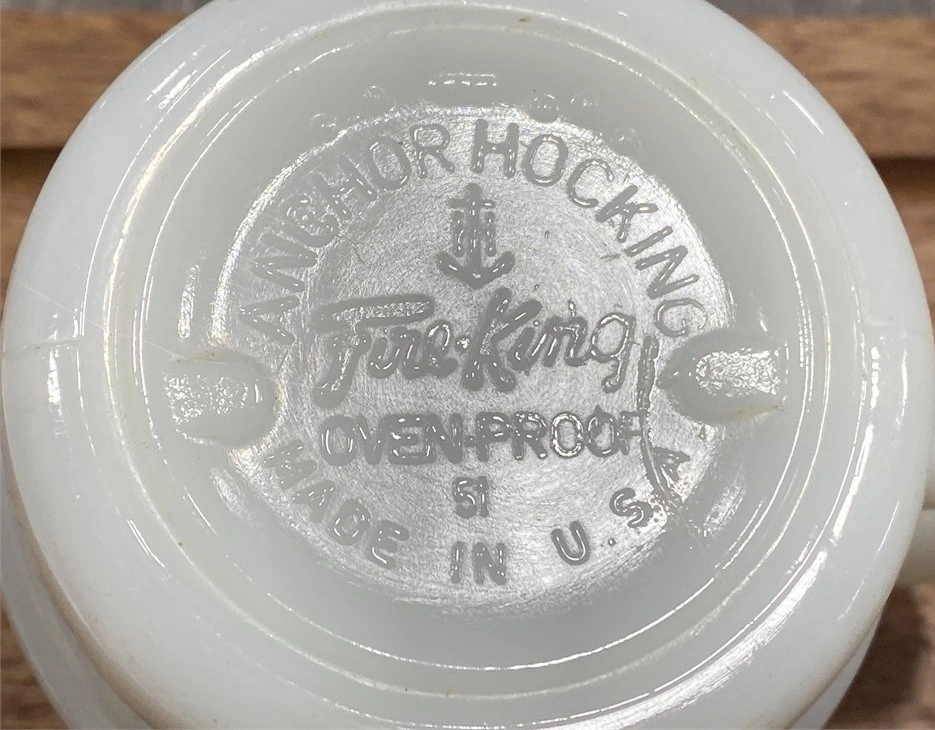 ANCHOR HOCKING
Fire-King
OVEN-PROOF
51
MADE IN U.S.A